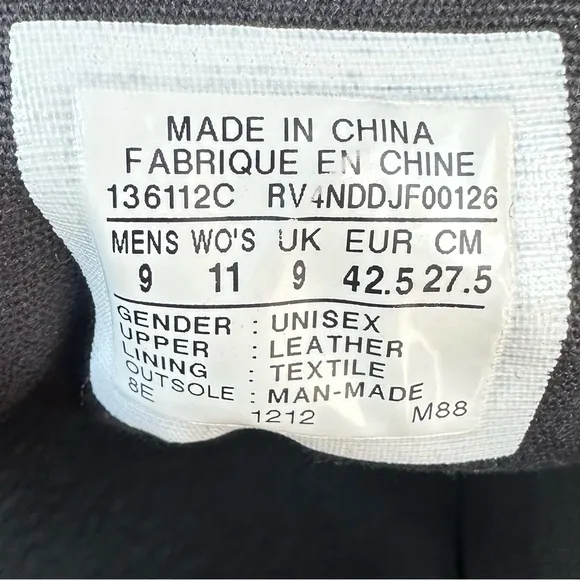 MADE IN CHINA
FABRIQUE EN CHINE
136112C RV4NDDJF00126
MENS WO'S UK EUR CM
9 11 9 42.5 27.5
GENDER : UNISEX
UPPER : LEATHER
LINING : TEXTILE
OUTSOLE : MAN-MADE
8E 1212 M88